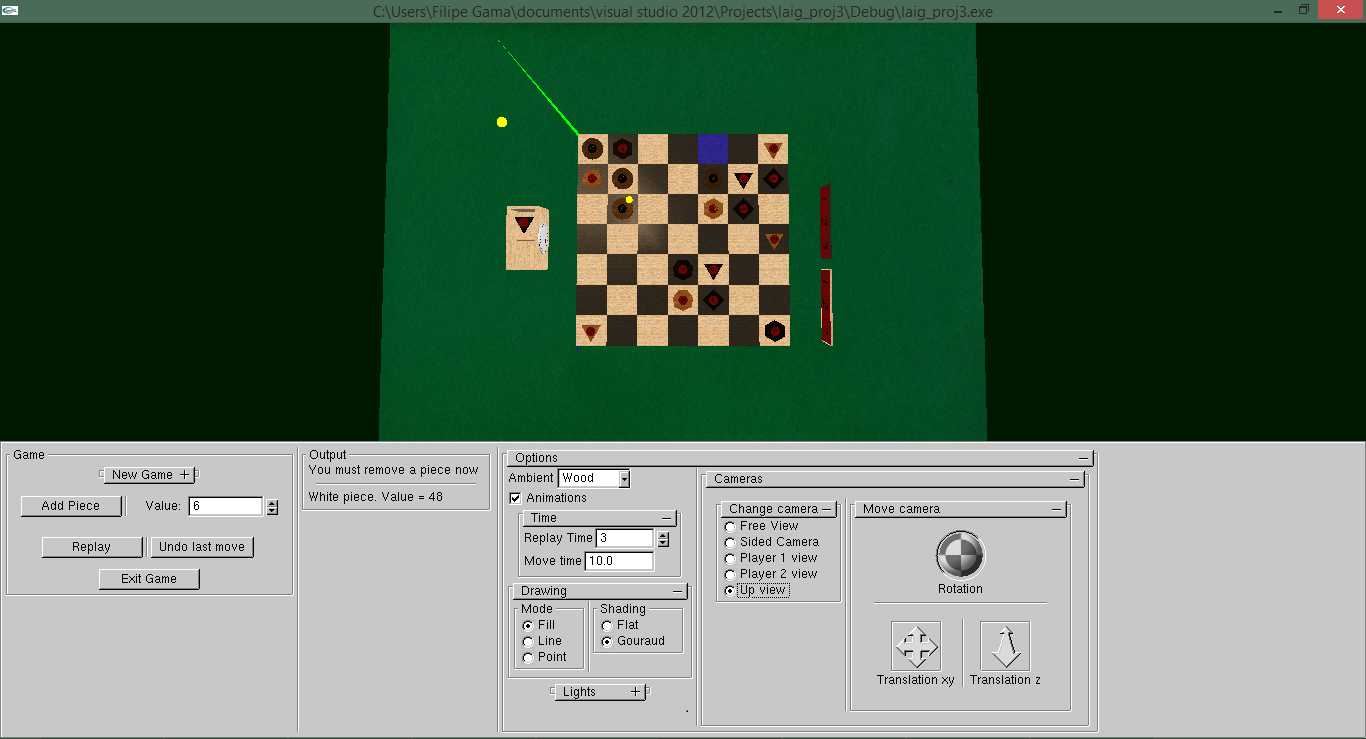 C:\Users\Filipe Gama\documents\visual studio 2012\Projects\laig_proj3\Debug\laig_proj3.exe
Game
New Game +
Add Piece
Value: 6
Replay
Undo last move
Exit Game
Output
You must remove a piece now
White piece. Value = 48
Options
Ambient Wood
Animations
Time
Replay Time 3
Move time 10.0
Drawing
Mode
Fill
Line
Point
Shading
Flat
Gouraud
Lights +
Cameras
Change camera
Free View
Sided Camera
Player 1 view
Player 2 view
Up view
Move camera
Rotation
Translation xy
Translation z